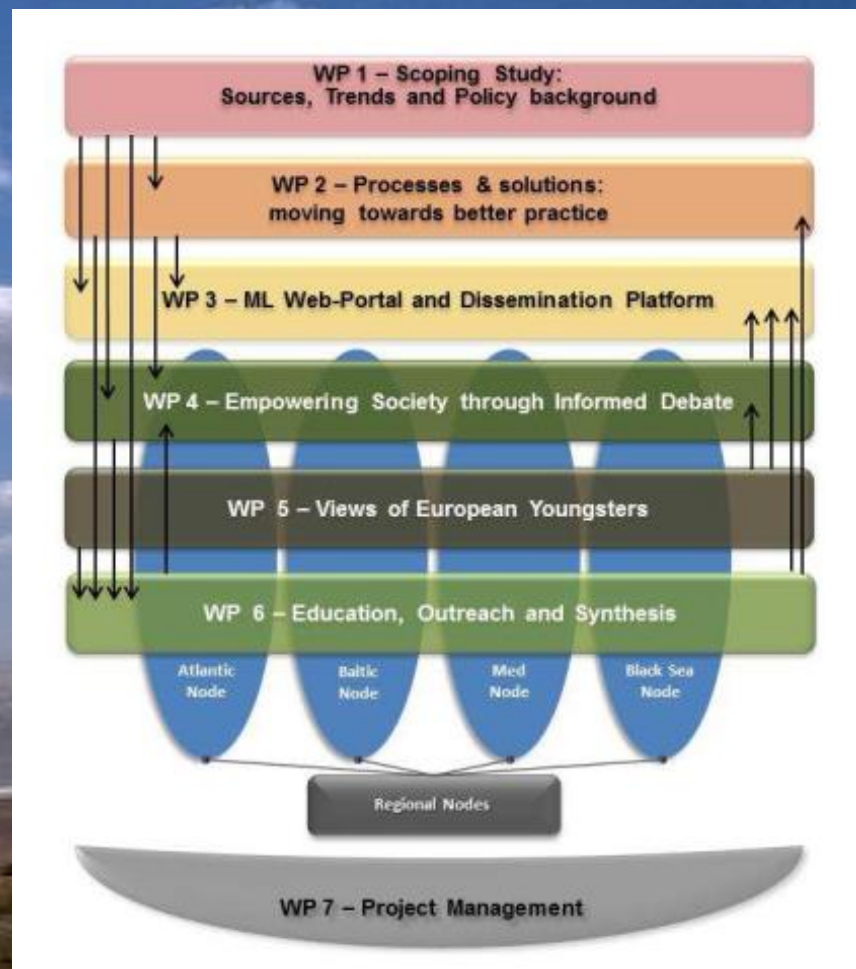 WP 1 – Scoping Study:
Sources, Trends and Policy background
WP 2 – Processes & solutions:
moving towards better practice
WP 3 – ML Web-Portal and Dissemination Platform
WP 4 – Empowering Society through Informed Debate
WP 5 – Views of European Youngsters
WP 6 – Education, Outreach and Synthesis
Atlantic
Node
Baltic
Node
Med
Node
Black Sea
Node
Regional Nodes
WP 7 – Project Management